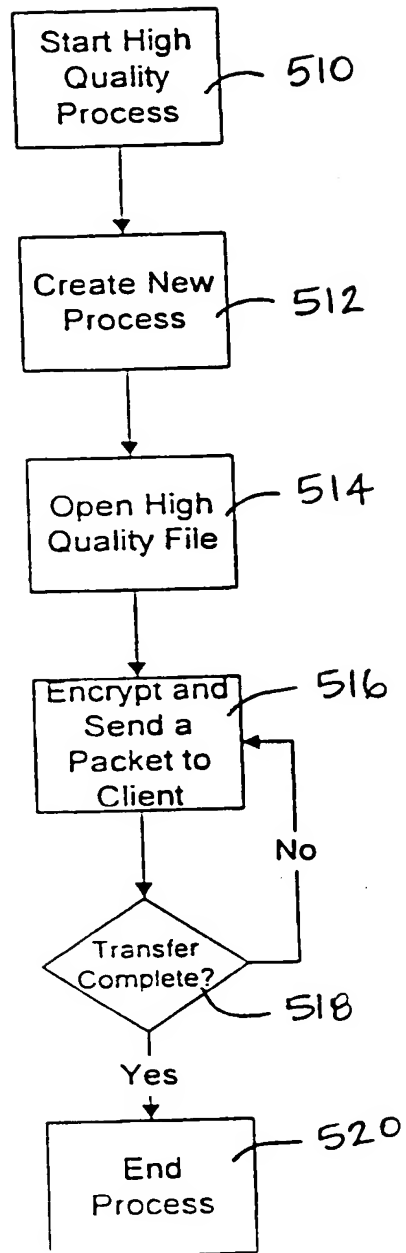 Start High
Quality
Process
510
Create New
Process
512
Open High
Quality File
514
Encrypt and
Send a
Packet to
Client
516
No
Transfer
Complete?
518
Yes
End
Process
520